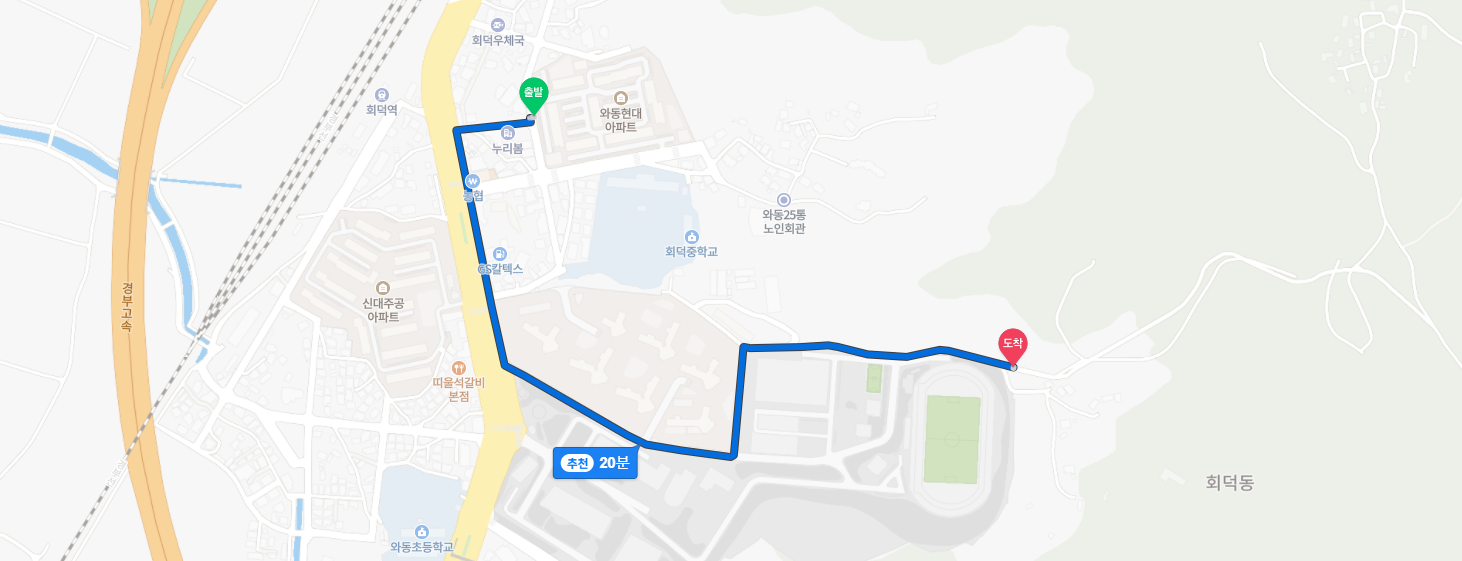 회덕우체국
출발
회덕역
와동현대
아파트
누리봄
농협
와동25통
노인회관
회덕중학교
GS칼텍스
경부고속
신대주공
아파트
도착
띠울석갈비
본점
추천 20분
회덕동
와동초등학교